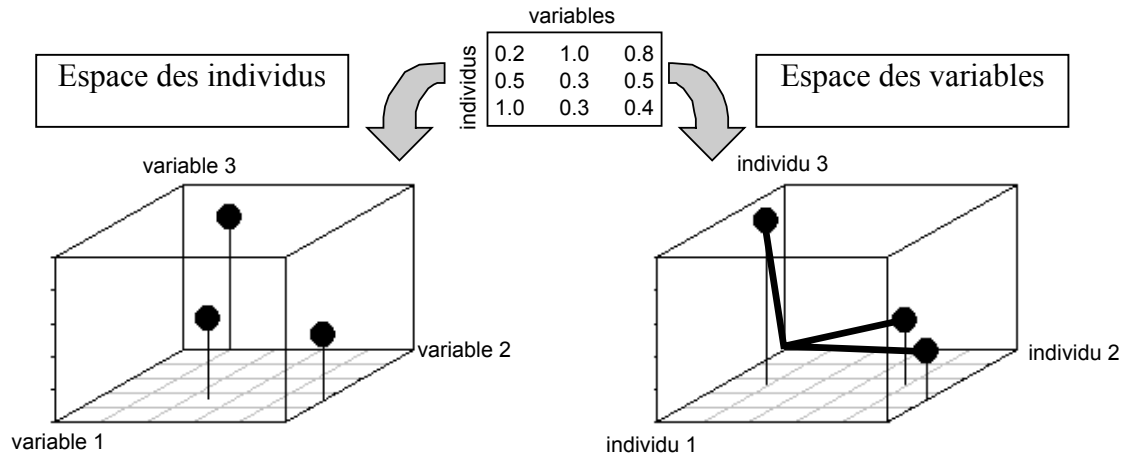 variables
individus
0.2 1.0 0.8
0.5 0.3 0.5
1.0 0.3 0.4
Espace des individus
Espace des variables
variable 3
variable 2
variable 1
individu 3
individu 2
individu 1